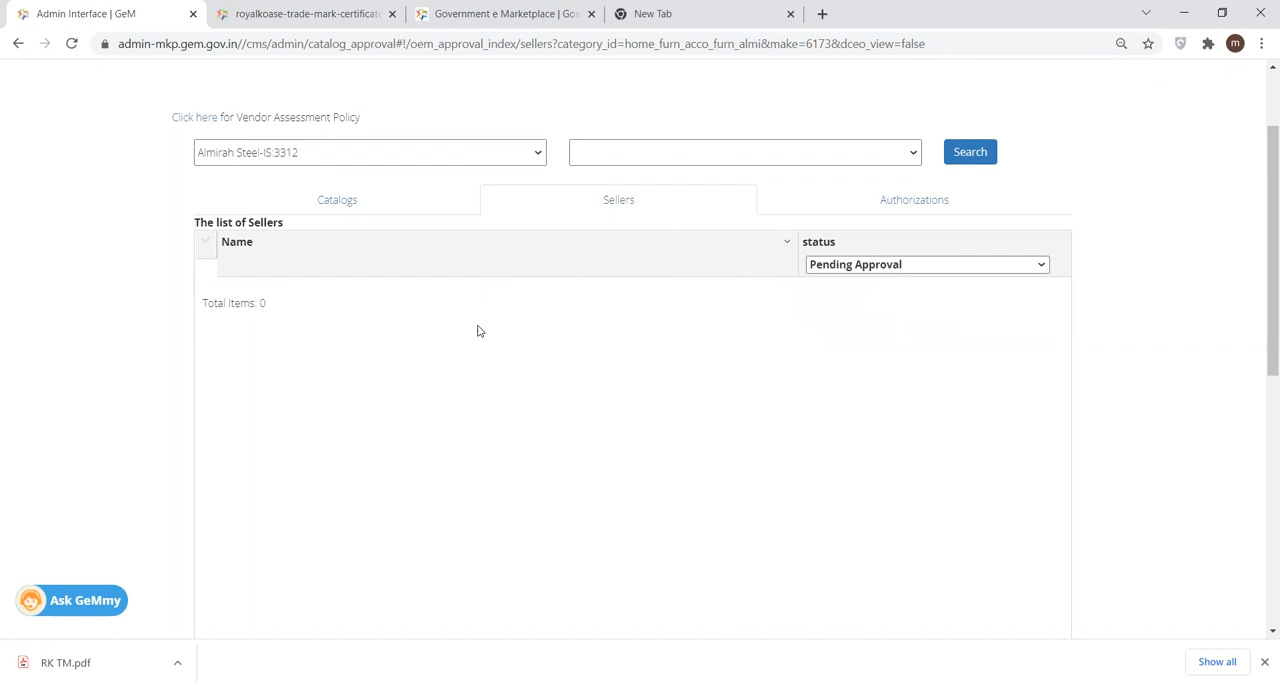 Admin Interface | GeM
royalkoase-trade-mark-certificate
Government e Marketplace | Gov
New Tab
admin-mkp.gem.gov.in//cms/admin/catalog_approval#!/oem_approval_index/sellers?category_id=home_furn_acco_furn_almi&make=6173&dceo_view=false
m
Click here for Vendor Assessment Policy
Almirah Steel-IS:3312
Search
Catalogs
Sellers
Authorizations
The list of Sellers
Name
status
Pending Approval
Total Items: 0
Ask GeMmy
RK TM.pdf
Show all